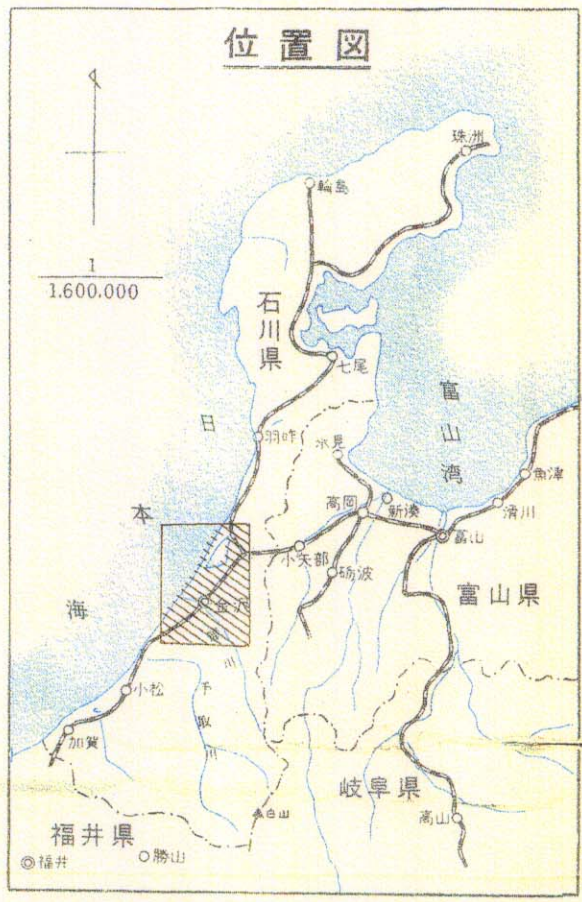 位置図
1
1.600.000
珠洲
輪島
石川県
七尾
富山湾
日本海
羽咋
氷見
魚津
高岡
新湊
滑川
富山
小矢部
砺波
富山県
金沢
犀川
小松
手取川
加賀
白山
岐阜県
高山
福井県
福井
勝山